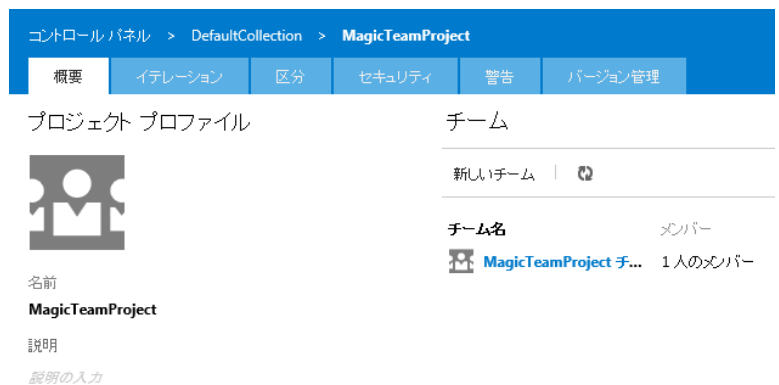 コントロール パネル > DefaultCollection > MagicTeamProject
概要 イテレーション 区分 セキュリティ 警告 バージョン管理
プロジェクト プロファイル
名前
MagicTeamProject
説明
説明の入力
チーム
新しいチーム
チーム名 メンバー
MagicTeamProject チ... 1 人のメンバー